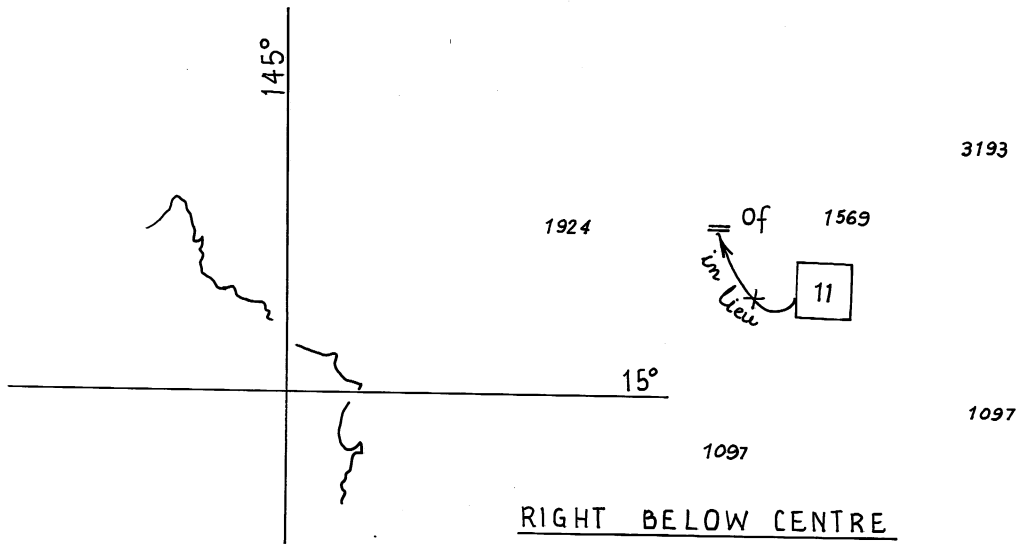 145°
3193
1924
= Of 1569
in lieu
11
15°
1097
1097
RIGHT BELOW CENTRE